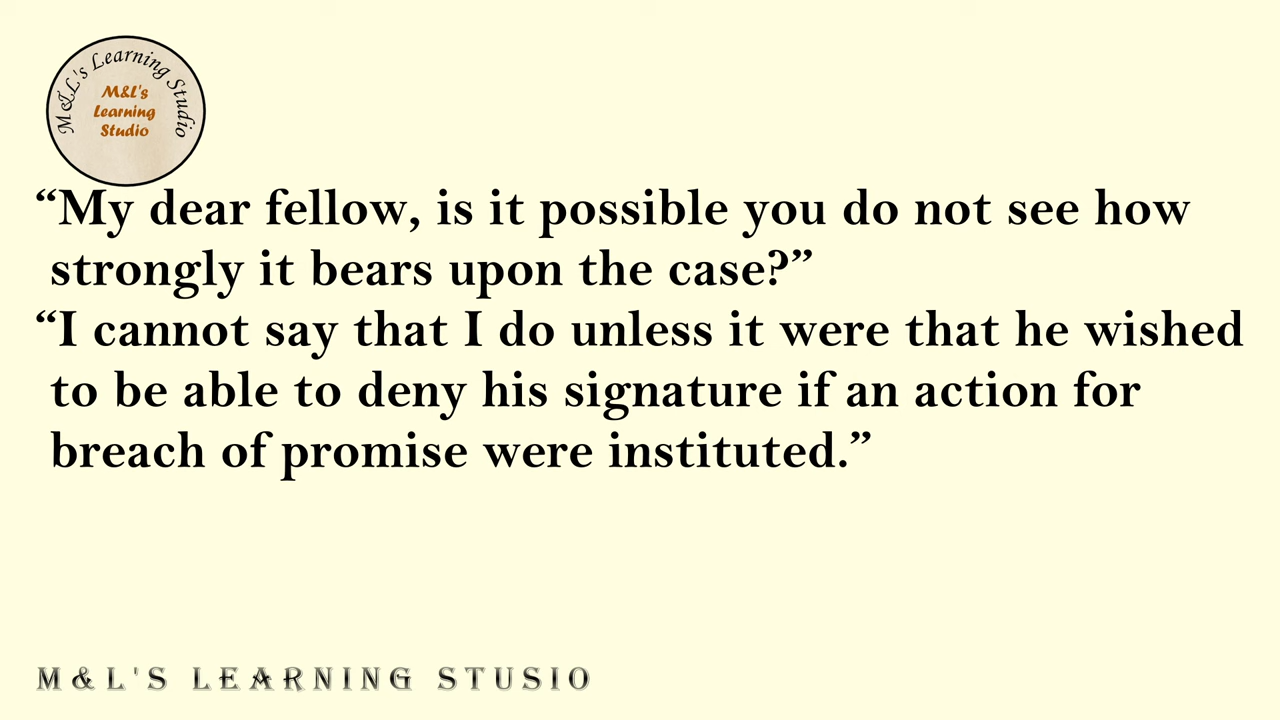 M&L's Learning Studio
M&L's
Learning
Studio
“My dear fellow, is it possible you do not see how
strongly it bears upon the case?”
“I cannot say that I do unless it were that he wished
to be able to deny his signature if an action for
breach of promise were instituted.”
M&L'S LEARNING STUSIO